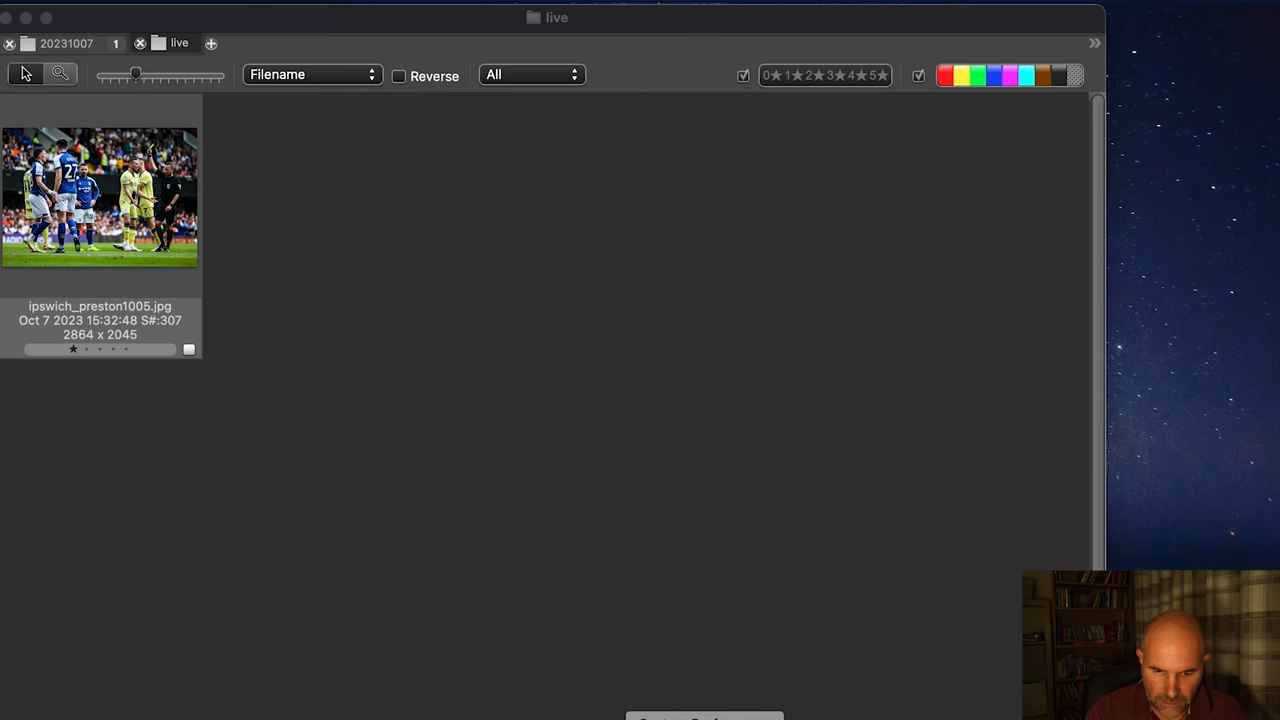 live
20231007 1 live
Filename Reverse All 0★1★2★3★4★5★
27
ipswich_preston1005.jpg
Oct 7 2023 15:32:48 S#:307
2864 x 2045